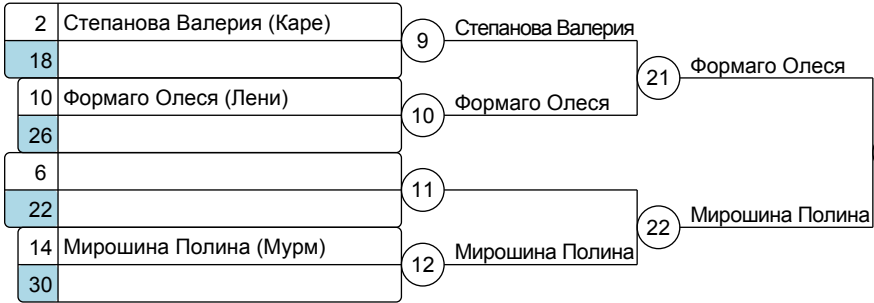 2 Степанова Валерия (Каре)
18
9 Степанова Валерия
21 Формаго Олеся
10 Формаго Олеся (Лени)
26
10 Формаго Олеся
6
22
11
22 Мирошина Полина
14 Мирошина Полина (Мурм)
30
12 Мирошина Полина